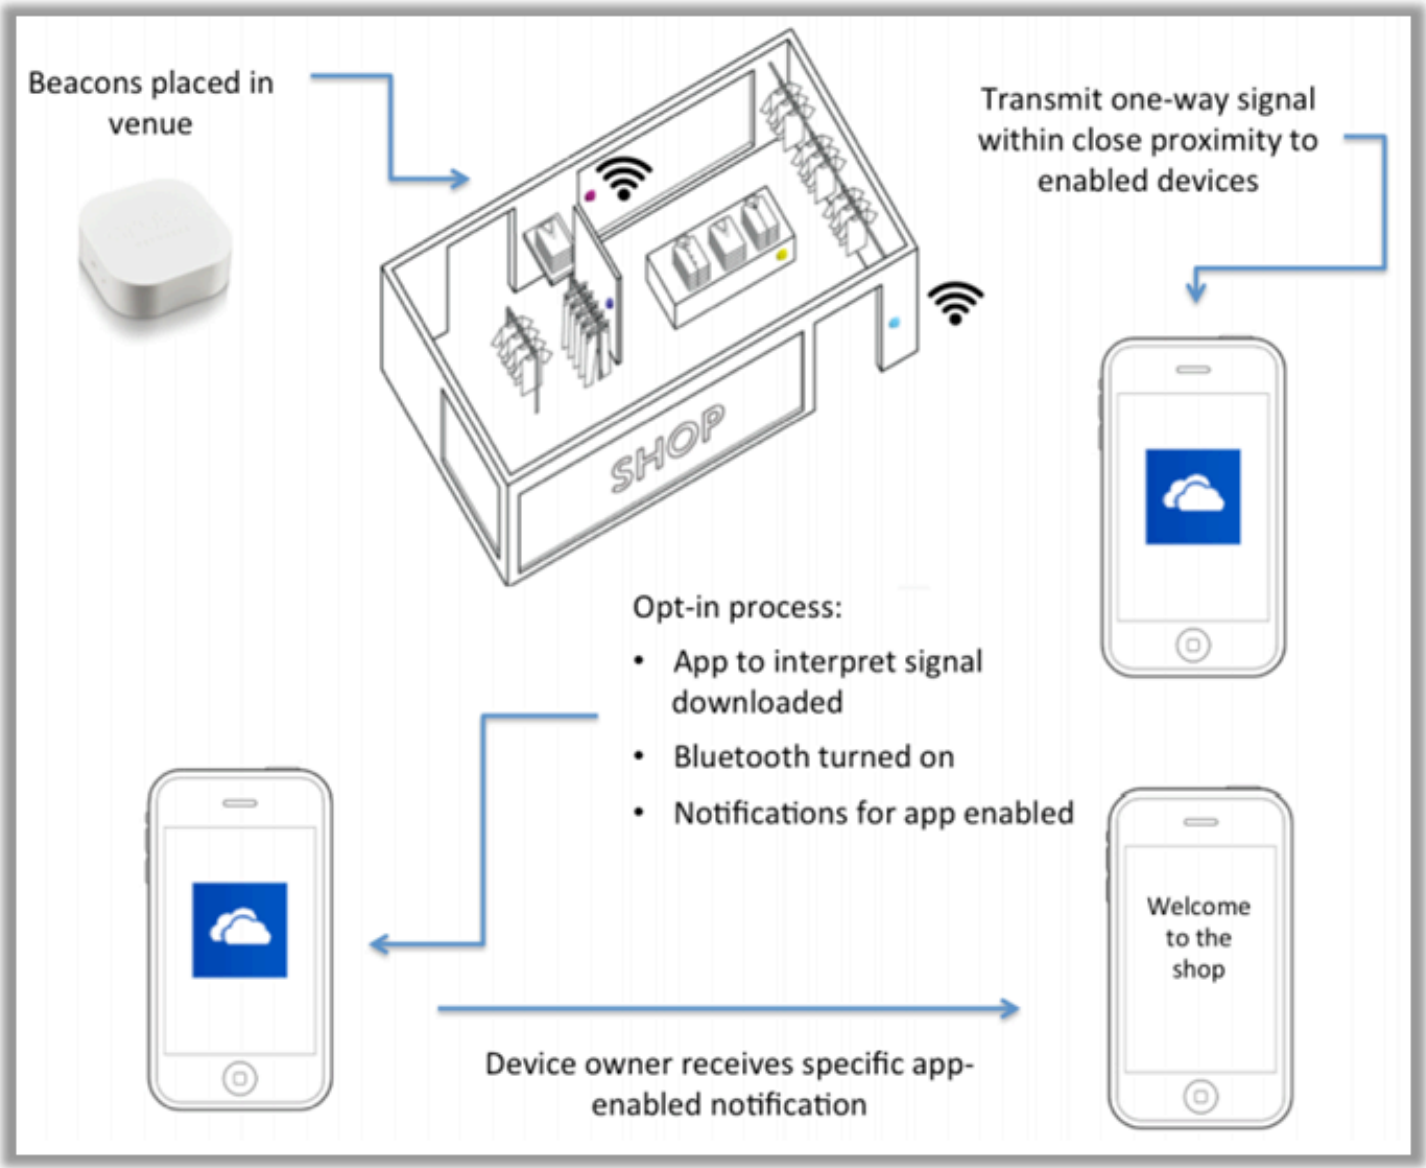 Beacons placed in
venue
Transmit one-way signal
within close proximity to
enabled devices
SHOP
Opt-in process:
• App to interpret signal
downloaded
• Bluetooth turned on
• Notifications for app enabled
Welcome
to the
shop
Device owner receives specific app-
enabled notification